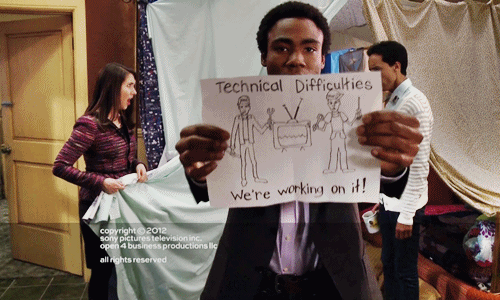 Technical Difficulties
We're working on it!
copyright © 2012
sony pictures television inc.
open 4 business productions llc
all rights reserved